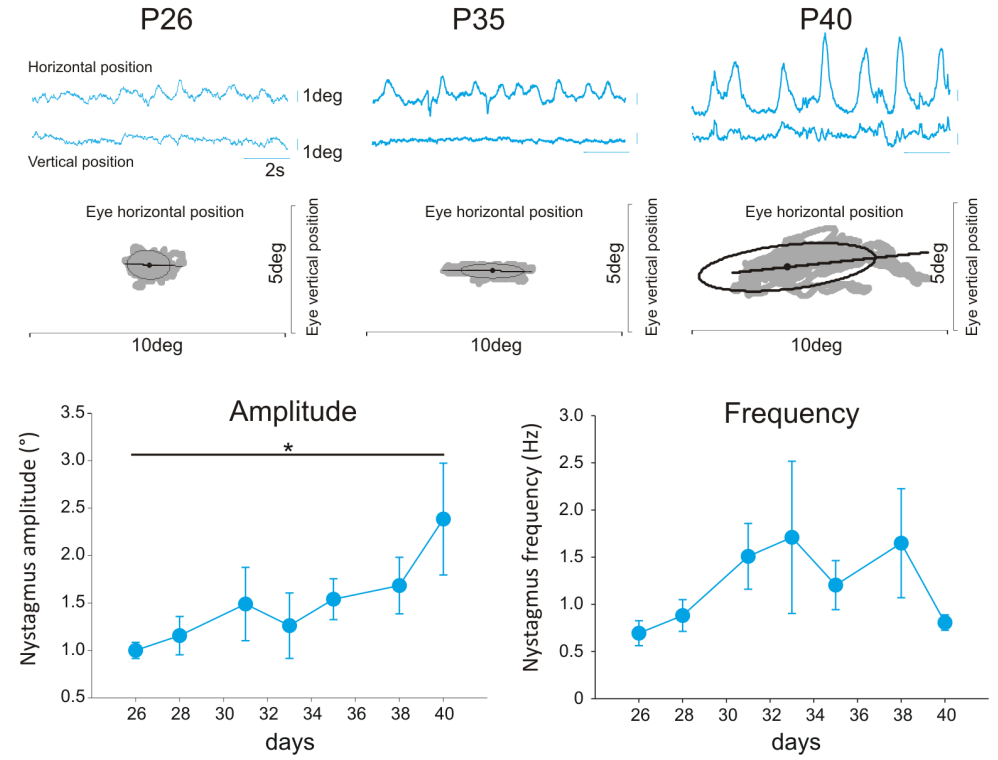 P26 P35 P40
Horizontal position
1deg
1deg
Vertical position
2s
Eye horizontal position
5deg
Eye vertical position
10deg
Eye horizontal position
5deg
Eye vertical position
10deg
Eye horizontal position
5deg
Eye vertical position
10deg
Amplitude
Nystagmus amplitude (°)
3.5
3.0
2.5
2.0
1.5
1.0
0.5
*
26 28 30 32 34 36 38 40
days
Frequency
Nystagmus frequency (Hz)
3.0
2.5
2.0
1.5
1.0
0.5
0
26 28 30 32 34 36 38 40
days